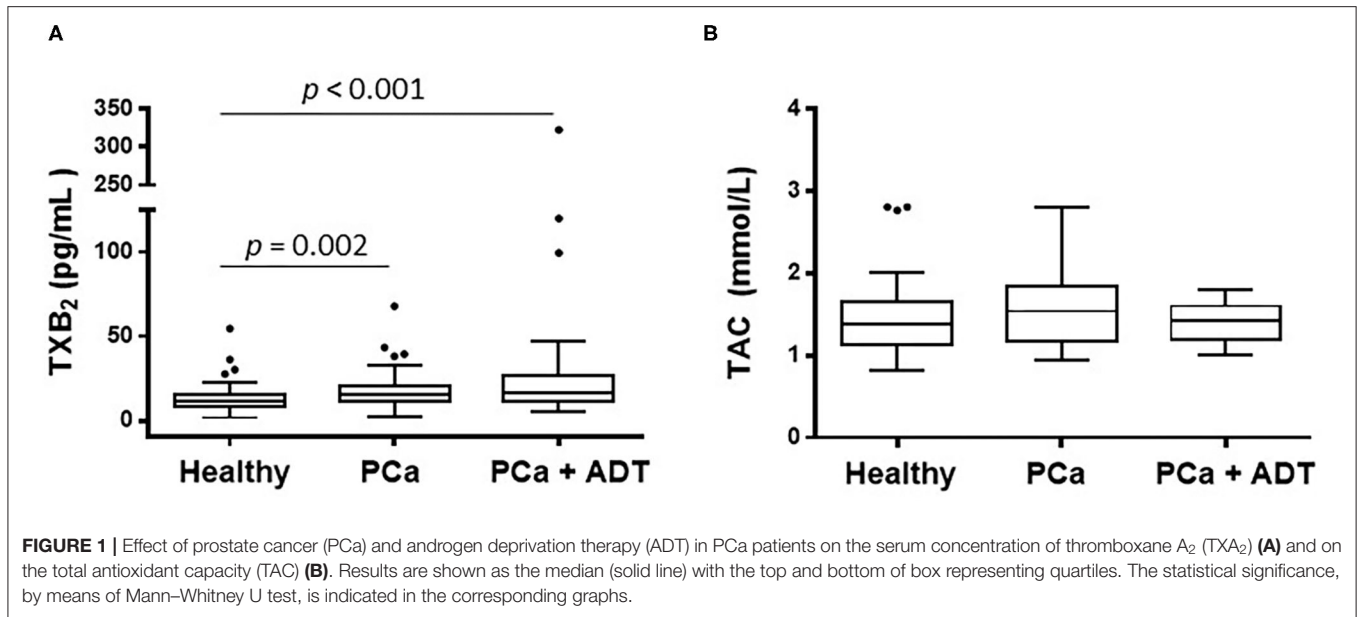 A
p < 0.001
350
300
250
100
50
0
TXB₂ (pg/mL )
p = 0.002
Healthy PCa PCa + ADT
B
4
3
2
1
0
TAC (mmol/L)
Healthy PCa PCa + ADT
FIGURE 1 | Effect of prostate cancer (PCa) and androgen deprivation therapy (ADT) in PCa patients on the serum concentration of thromboxane A₂ (TXA₂) (A) and on
the total antioxidant capacity (TAC) (B). Results are shown as the median (solid line) with the top and bottom of box representing quartiles. The statistical significance,
by means of Mann–Whitney U test, is indicated in the corresponding graphs.